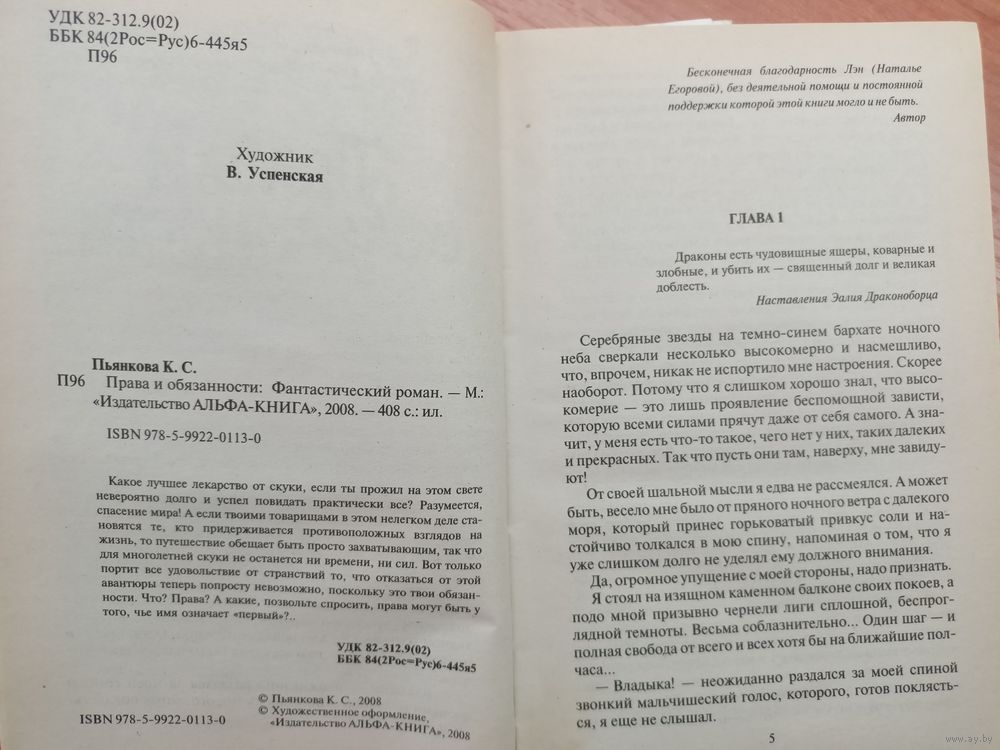 УДК 82-312.9(02)
ББК 84(2Рос=Рус)6-445я5
П96
Художник
В. Успенская
Пьянкова К. С.
П96 Права и обязанности: Фантастический роман. — М.:
«Издательство АЛЬФА-КНИГА», 2008. — 408 с.: ил.
ISBN 978-5-9922-0113-0
Какое лучшее лекарство от скуки, если ты прожил на этом свете
невероятно долго и успел повидать практически все? Разумеется,
спасение мира! А если твоими товарищами в этом нелегком деле ста-
новятся те, кто придерживается противоположных взглядов на
жизнь, то путешествие обещает быть просто захватывающим, так что
для многолетней скуки не останется ни времени, ни сил. Вот только
портит все удовольствие от странствий то, что отказаться от этой
авантюры теперь попросту невозможно, поскольку это твои обязан-
ности. Что? Права? А какие, позвольте спросить, права могут быть у
того, чье имя означает «первый»?..
УДК 82-312.9(02)
ББК 84(2Рос=Рус)6-445я5
© Пьянкова К. С., 2008
© Художественное оформление,
«Издательство АЛЬФА-КНИГА», 2008
ISBN 978-5-9922-0113-0
Бесконечная благодарность Лэн (Наталье
Егоровой), без деятельной помощи и постоянной
поддержки которой этой книги могло и не быть.
Автор
ГЛАВА 1
Драконы есть чудовищные ящеры, коварные и
злобные, и убить их — священный долг и великая
доблесть.
Наставления Эалия Драконоборца
Серебряные звезды на темно-синем бархате ночного
неба сверкали несколько высокомерно и насмешливо,
что, впрочем, никак не испортило мне настроения. Скорее
наоборот. Потому что я слишком хорошо знал, что высо-
комерие — это лишь проявление беспомощной зависти,
которую всеми силами прячут даже от себя самого. А зна-
чит, у меня есть что-то такое, чего нет у них, таких далеких
и прекрасных. Так что пусть они там, наверху, мне завиду-
ют!
От своей шальной мысли я едва не рассмеялся. А может
быть, весело мне было от пряного ночного ветра с далекого
моря, который принес горьковатый привкус соли и на-
стойчиво толкался в мою спину, напоминая о том, что я
уже слишком долго не уделял ему должного внимания.
Да, огромное упущение с моей стороны, надо признать.
Я стоял на изящном каменном балконе своих покоев, а
подо мной призывно чернели лиги сплошной, беспрог-
лядной темноты. Весьма соблазнительно... Один шаг — и
полная свобода от всего и всех хотя бы на ближайшие пол-
часа...
— Владыка! — неожиданно раздался за моей спиной
звонкий мальчишеский голос, которого, готов поклясть-
ся, я еще не слышал.
5
www.ay.by